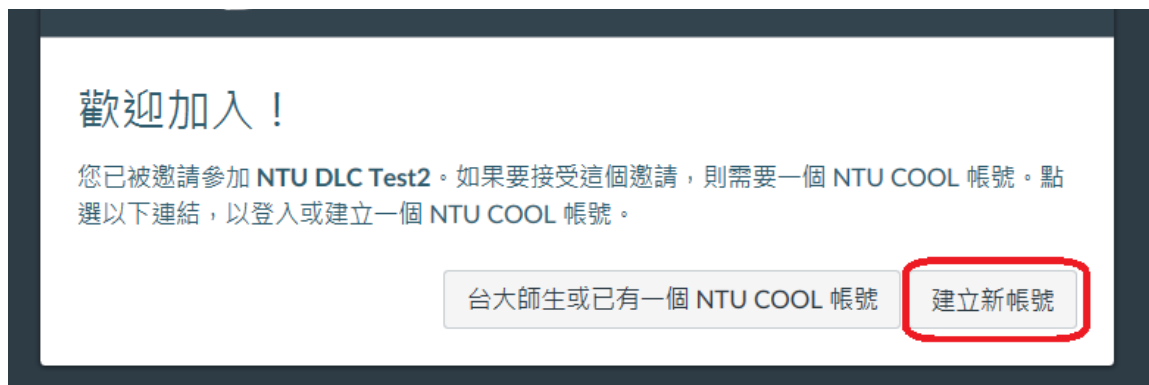 歡迎加入！
您已被邀請參加 NTU DLC Test2。如果要接受這個邀請，則需要一個 NTU COOL 帳號。點
選以下連結，以登入或建立一個 NTU COOL 帳號。
台大師生或已有一個 NTU COOL 帳號
建立新帳號